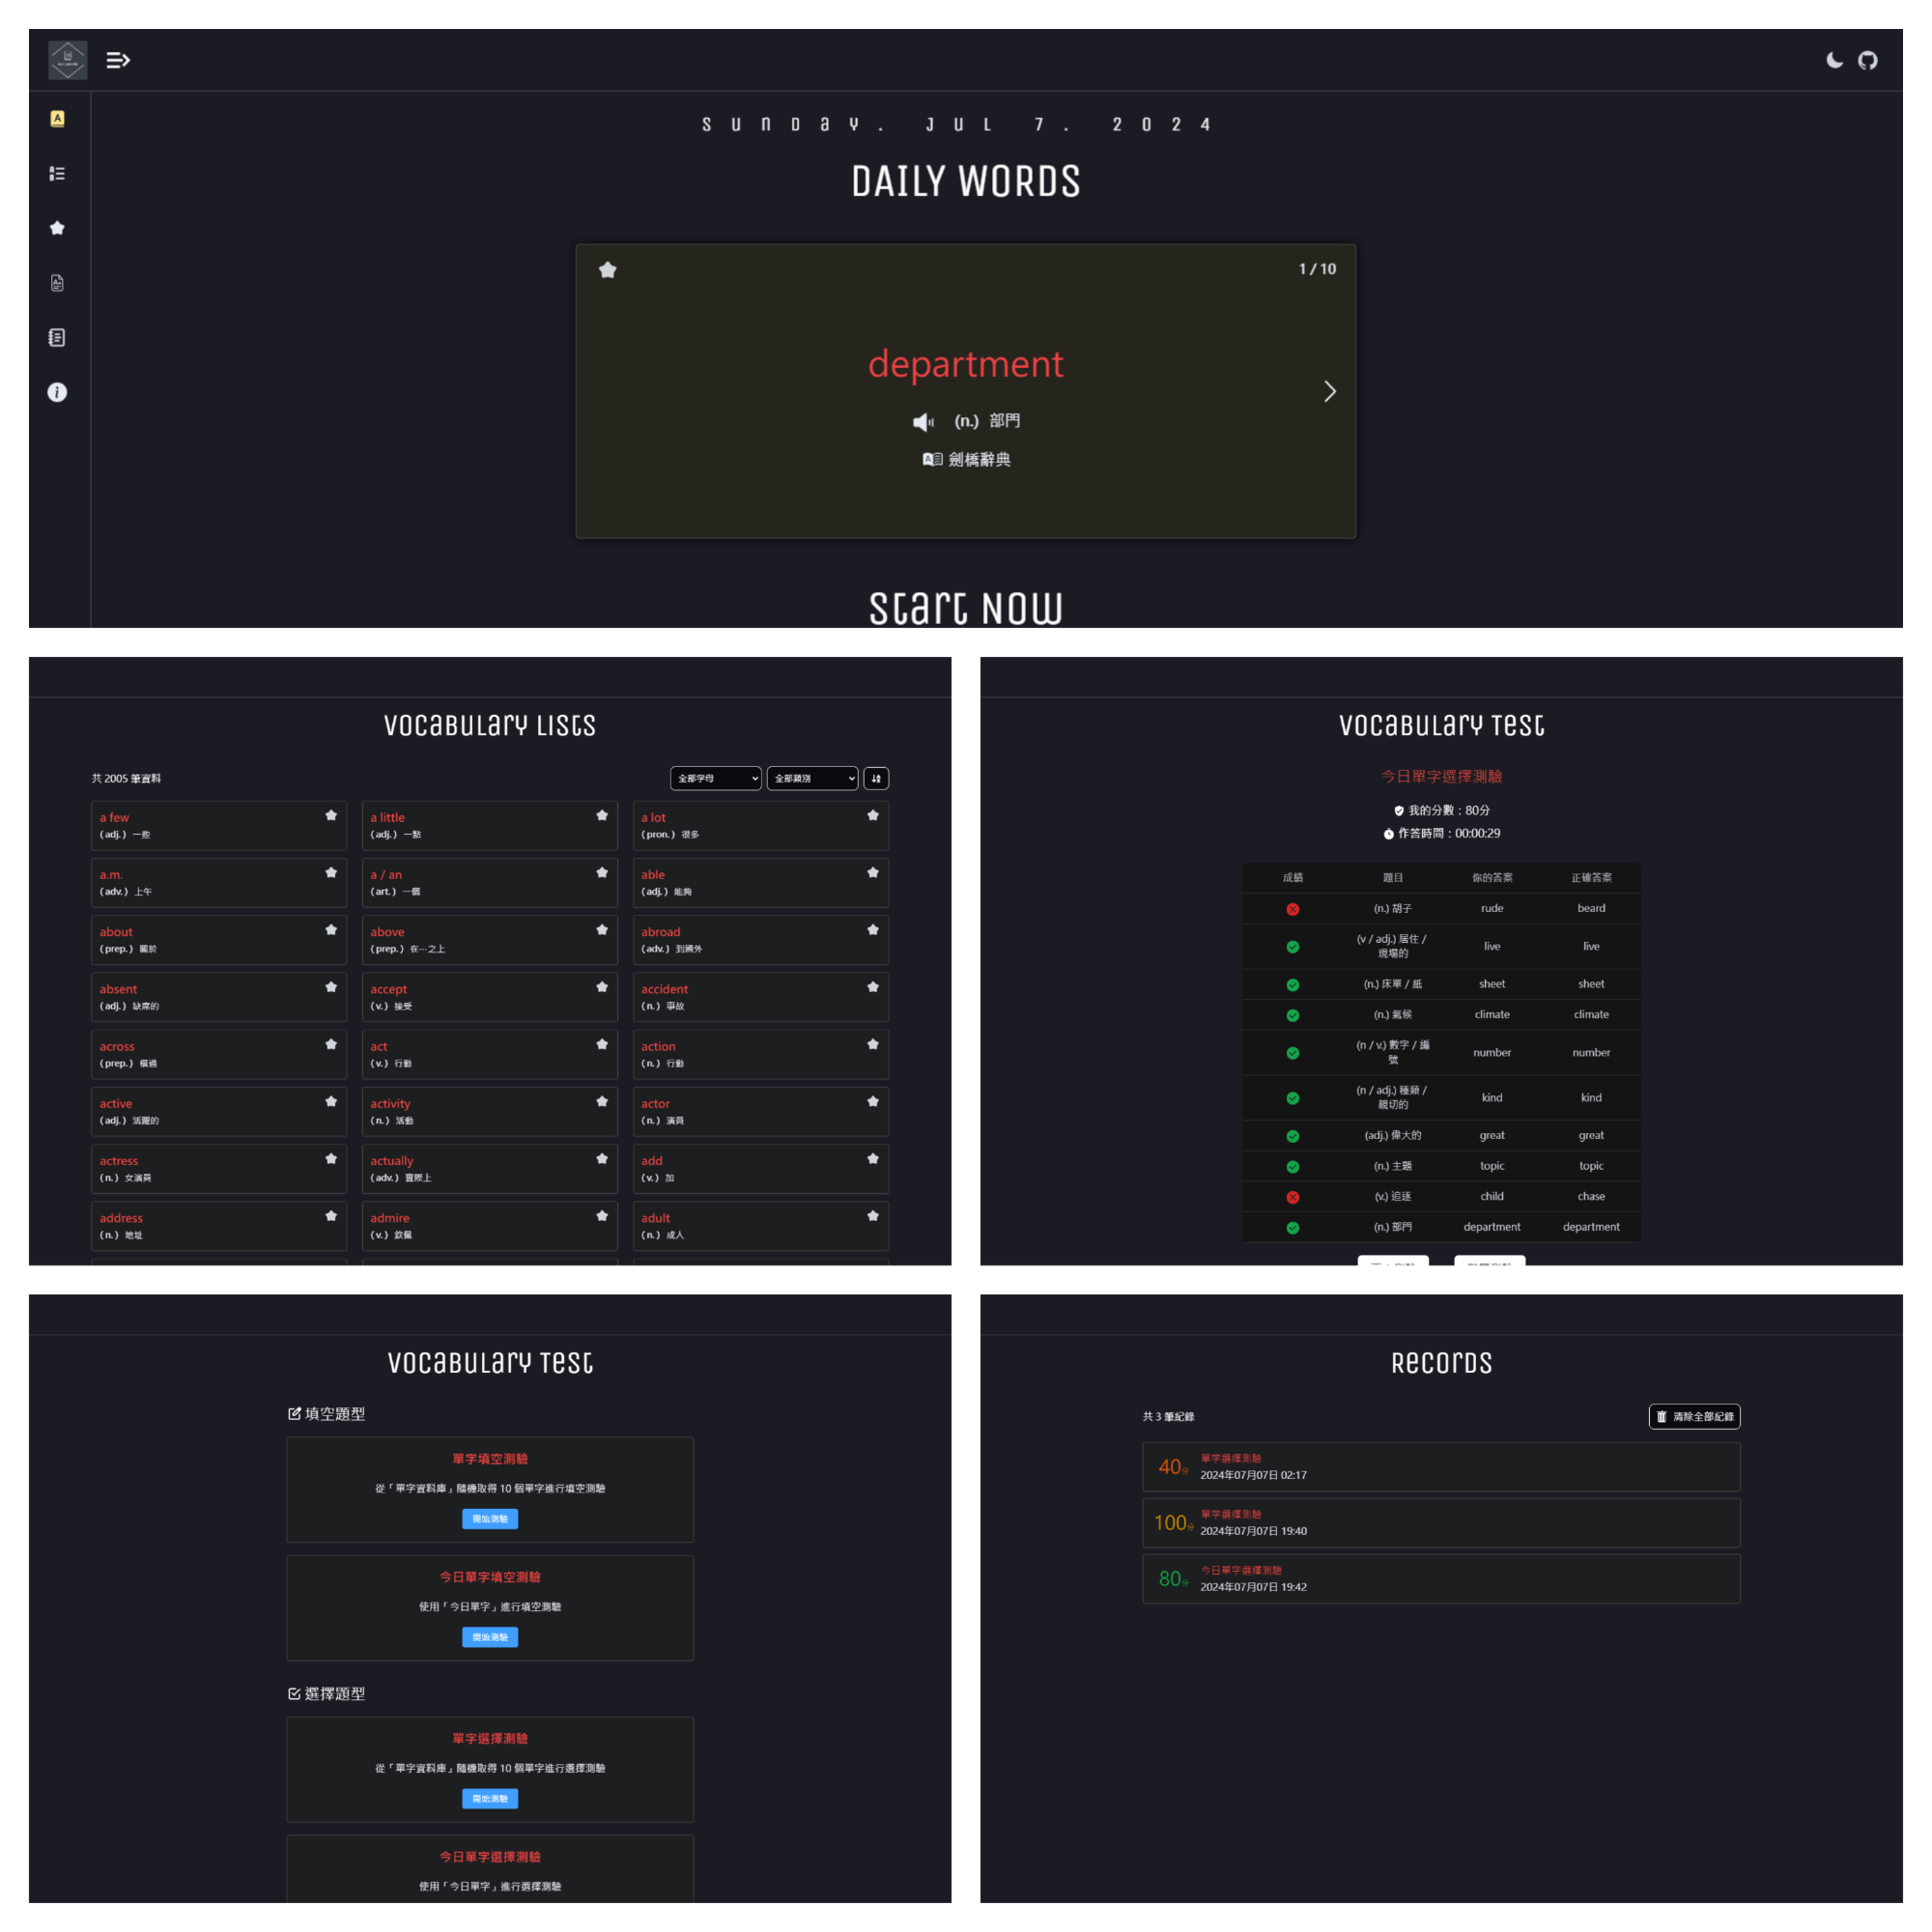 Sunday. Jul 7. 2024
DAILY WORDS
1 / 10
department
(n.) 部門
劍橋辭典
Start Now
Vocabulary Lists
共 2005 筆資料
全部字母
全部類別
a few
(adj.) 一些
a little
(adj.) 一點
a lot
(pron.) 很多
a.m.
(adv.) 上午
a / an
(art.) 一個
able
(adj.) 能夠
about
(prep.) 關於
above
(prep.) 在…之上
abroad
(adv.) 到國外
absent
(adj.) 缺席的
accept
(v.) 接受
accident
(n.) 事故
across
(prep.) 橫過
act
(v.) 行動
action
(n.) 行動
active
(adj.) 活躍的
activity
(n.) 活動
actor
(n.) 演員
actress
(n.) 女演員
actually
(adv.) 實際上
add
(v.) 加
address
(n.) 地址
admire
(v.) 欽佩
adult
(n.) 成人
Vocabulary Test
今日單字選擇測驗
我的分數：80分
作答時間：00:00:29
成績 題目 你的答案 正確答案
(n.) 胡子 rude beard
(v / adj.) 居住 /
現場的
live live
(n.) 床單 / 紙 sheet sheet
(n.) 氣候 climate climate
(n / v.) 數字 / 編
號
number number
(n / adj.) 種類 /
親切的
kind kind
(adj.) 偉大的 great great
(n.) 主題 topic topic
(v.) 追逐 child chase
(n.) 部門 department department
Vocabulary Test
填空題型
單字填空測驗
從「單字資料庫」隨機取得 10 個單字進行填空測驗
開始測驗
今日單字填空測驗
使用「今日單字」進行填空測驗
開始測驗
選擇題型
單字選擇測驗
從「單字資料庫」隨機取得 10 個單字進行選擇測驗
開始測驗
今日單字選擇測驗
使用「今日單字」進行選擇測驗
Records
共 3 筆紀錄
清除全部紀錄
40分
單字選擇測驗
2024年07月07日 02:17
100分
單字選擇測驗
2024年07月07日 19:40
80分
今日單字選擇測驗
2024年07月07日 19:42